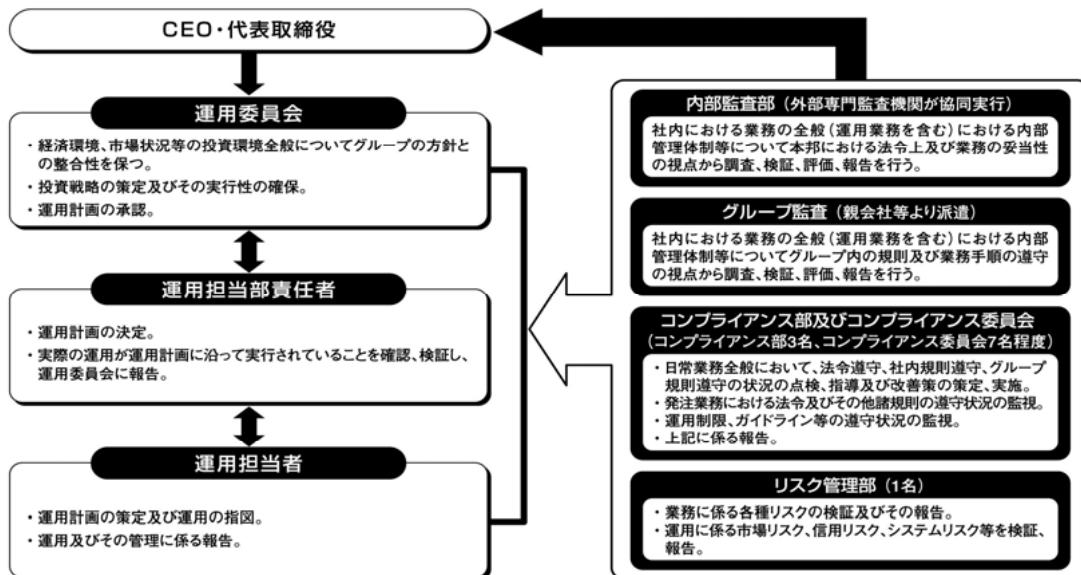 CEO・代表取締役
運用委員会
・経済環境、市場状況等の投資環境全般についてグループの方針と
の整合性を保つ。
・投資戦略の策定及びその実行性の確保。
・運用計画の承認。
運用担当部責任者
・運用計画の決定。
・実際の運用が運用計画に沿って実行されていることを確認、検証し、
運用委員会に報告。
運用担当者
・運用計画の策定及び運用の指図。
・運用及びその管理に係る報告。
内部監査部（外部専門監査機関が協同実行）
社内における業務の全般（運用業務を含む）における内部
管理体制等について本邦における法令上及び業務の妥当性
の視点から調査、検証、評価、報告を行う。
グループ監査（親会社等より派遣）
社内における業務の全般（運用業務を含む）における内部
管理体制等についてグループ内の規則及び業務手順の遵守
の視点から調査、検証、評価、報告を行う。
コンプライアンス部及びコンプライアンス委員会
（コンプライアンス部3名、コンプライアンス委員会7名程度）
・日常業務全般において、法令遵守、社内規則遵守、グループ
規則遵守の状況の点検、指導及び改善策の策定、実施。
・発注業務における法令及びその他諸規則の遵守状況の監視。
・運用制限、ガイドライン等の遵守状況の監視。
・上記に係る報告。
リスク管理部（1名）
・業務に係る各種リスクの検証及びその報告。
・運用に係る市場リスク、信用リスク、システムリスク等を検証、
報告。